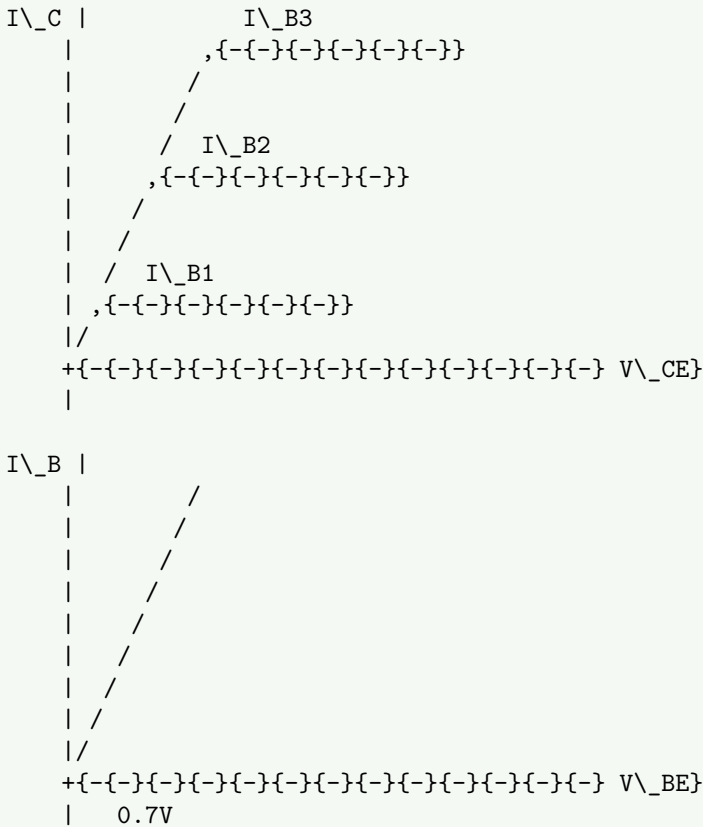 I\_C |          I\_B3
    |        ,{-{-}{-}{-}{-}{-}}
    |       /
    |      /
    |     /  I\_B2
    |    ,{-{-}{-}{-}{-}{-}}
    |   /
    |  /
    | /  I\_B1
    | ,{-{-}{-}{-}{-}{-}}
    |/
    +{-{-}{-}{-}{-}{-}{-}{-}{-}{-}{-}{-} V\_CE}
    |
I\_B |
    |       /
    |      /
    |     /
    |    /
    |   /
    |  /
    | /
    | /
    |/
    +{-{-}{-}{-}{-}{-}{-}{-}{-}{-}{-}{-} V\_BE}
    |   0.7V